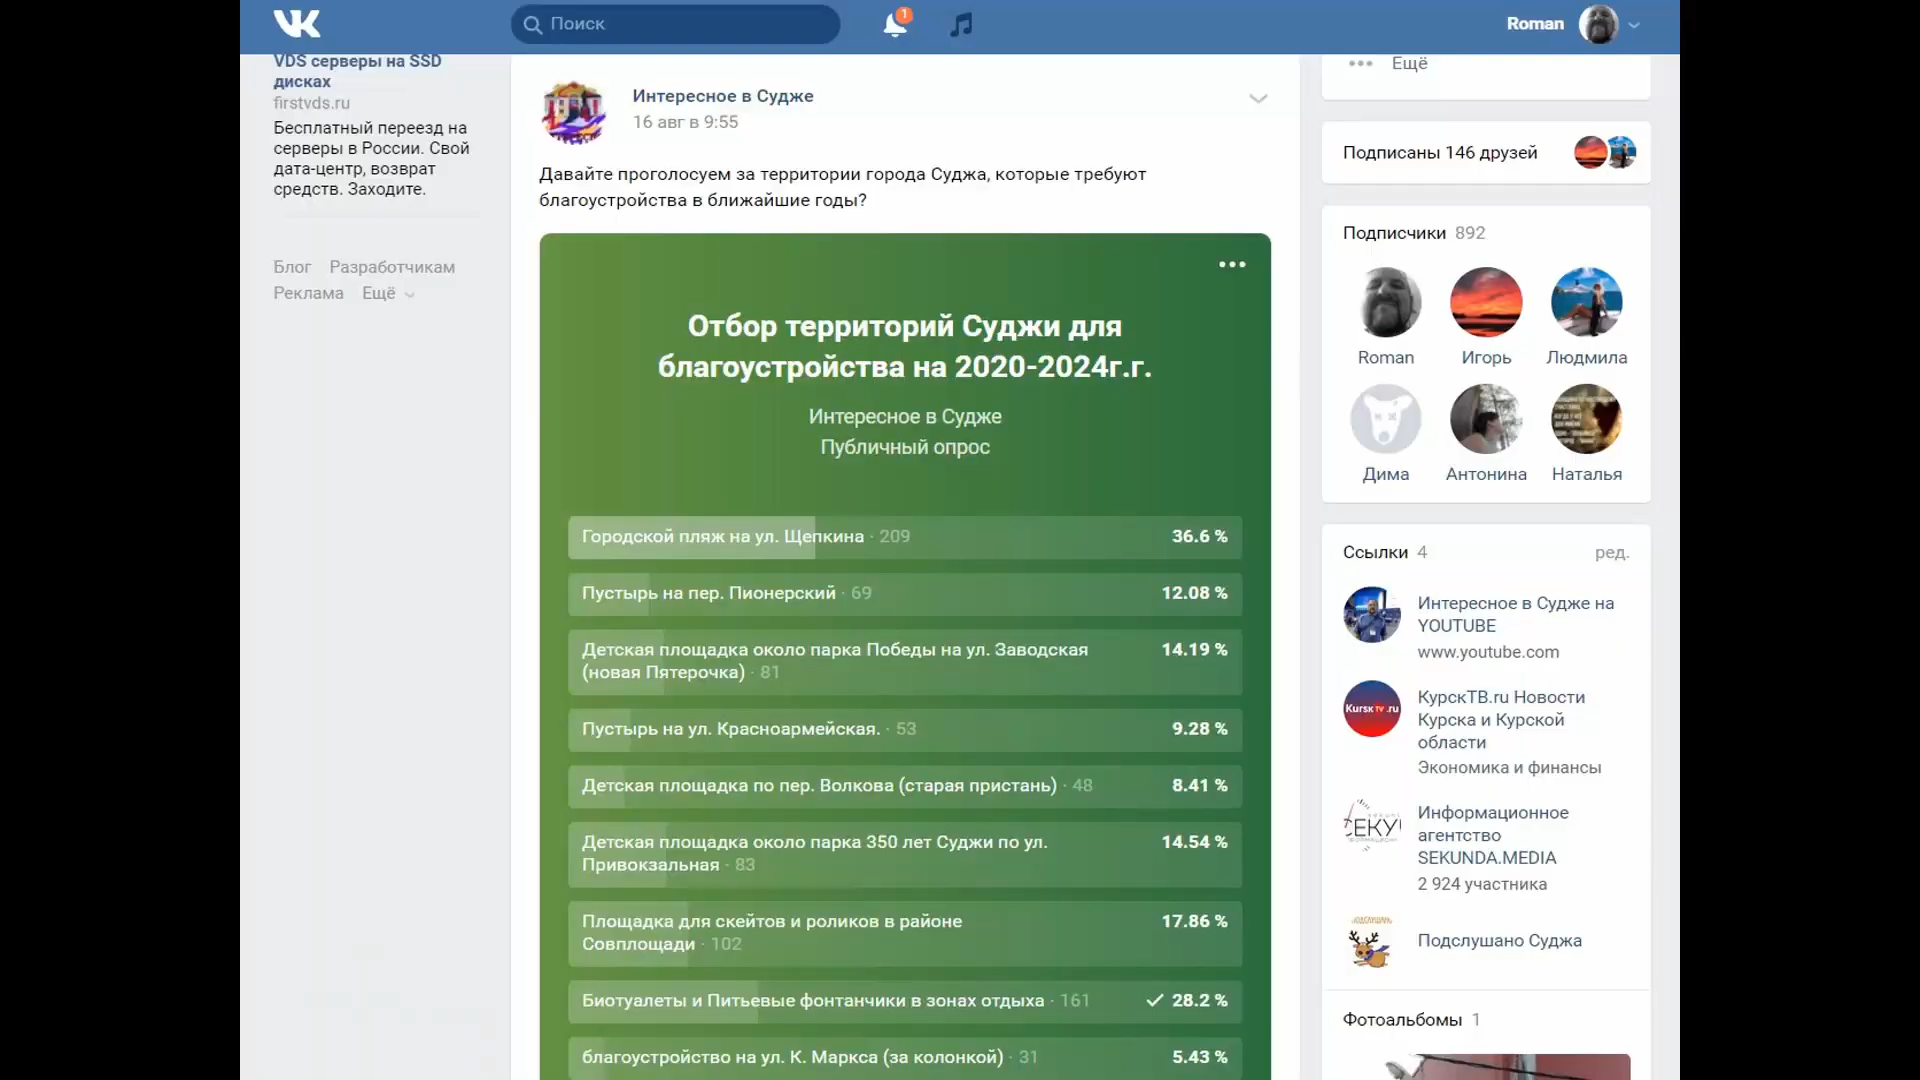 Поиск
1
Roman
VDS серверы на SSD
дисках
firstvds.ru
Бесплатный переезд на
серверы в России. Свой
дата-центр, возврат
средств. Заходите.
Блог Разработчикам
Реклама Ещё
Интересное в Судже
16 авг в 9:55
Давайте проголосуем за территории города Суджа, которые требуют
благоустройства в ближайшие годы?
Отбор территорий Суджи для
благоустройства на 2020-2024г.г.
Интересное в Судже
Публичный опрос
Городской пляж на ул. Щепкина · 209 36.6 %
Пустырь на пер. Пионерский · 69 12.08 %
Детская площадка около парка Победы на ул. Заводская 14.19 %
(новая Пятерочка) · 81
Пустырь на ул. Красноармейская. · 53 9.28 %
Детская площадка по пер. Волкова (старая пристань) · 48 8.41 %
Детская площадка около парка 350 лет Суджи по ул. 14.54 %
Привокзальная · 83
Площадка для скейтов и роликов в районе 17.86 %
Совплощади · 102
Биотуалеты и Питьевые фонтанчики в зонах отдыха · 161 28.2 %
благоустройство на ул. К. Маркса (за колонкой) · 31 5.43 %
Ещё
Подписаны 146 друзей
Подписчики 892
Roman Игорь Людмила
Дима Антонина Наталья
Ссылки 4 ред.
Интересное в Судже на
YOUTUBE
www.youtube.com
Kursk TV .ru
КурскТВ.ru Новости
Курска и Курской
области
Экономика и финансы
Информационное
агентство
SEKUNDA.MEDIA
2 924 участника
Подслушано Суджа
Фотоальбомы 1